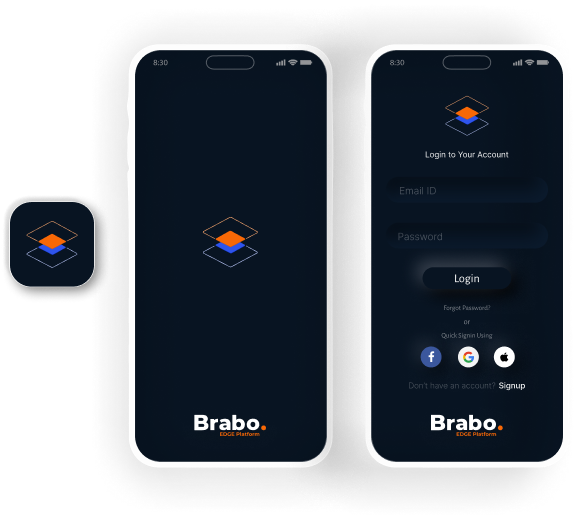 8:30
Brabo.
EDGE Platform
8:30
Login to Your Account
Email ID
Password
Login
Forgot Password?
or
Quick Signin Using
Don't have an account? Signup
Brabo.
EDGE Platform